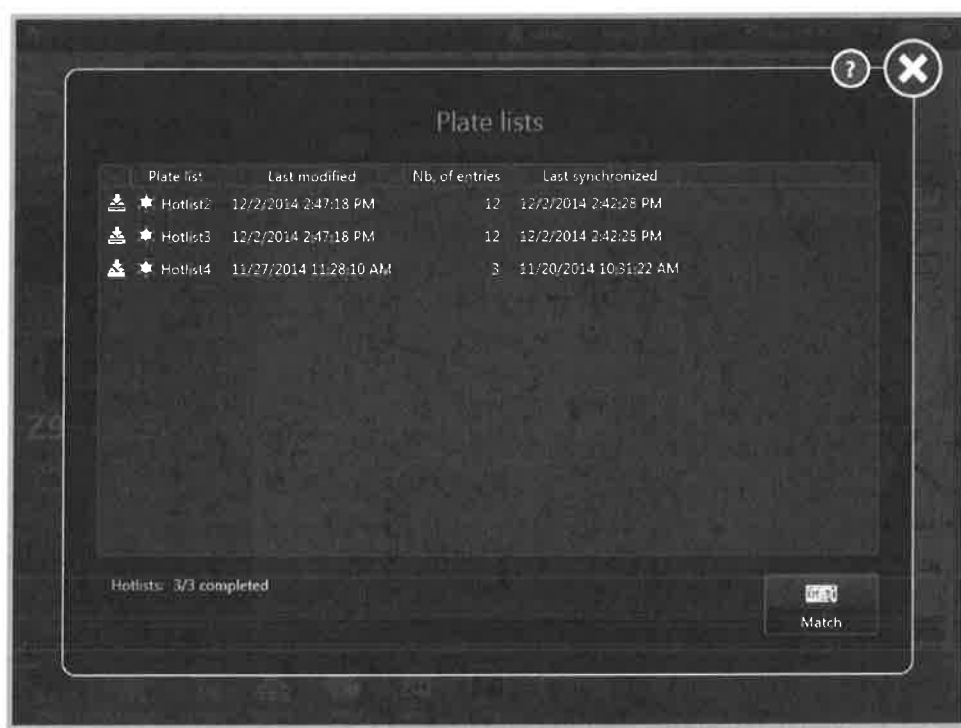 ?
Plate lists
Plate list Last modified Nb. of entries Last synchronized
Hotlist2 12/2/2014 2:47:18 PM 12 12/2/2014 2:42:28 PM
Hotlist3 12/2/2014 2:47:18 PM 12 12/2/2014 2:42:25 PM
Hotlist4 11/27/2014 11:28:10 AM 3 11/20/2014 10:31:22 AM
Hotlists: 3/3 completed
Match